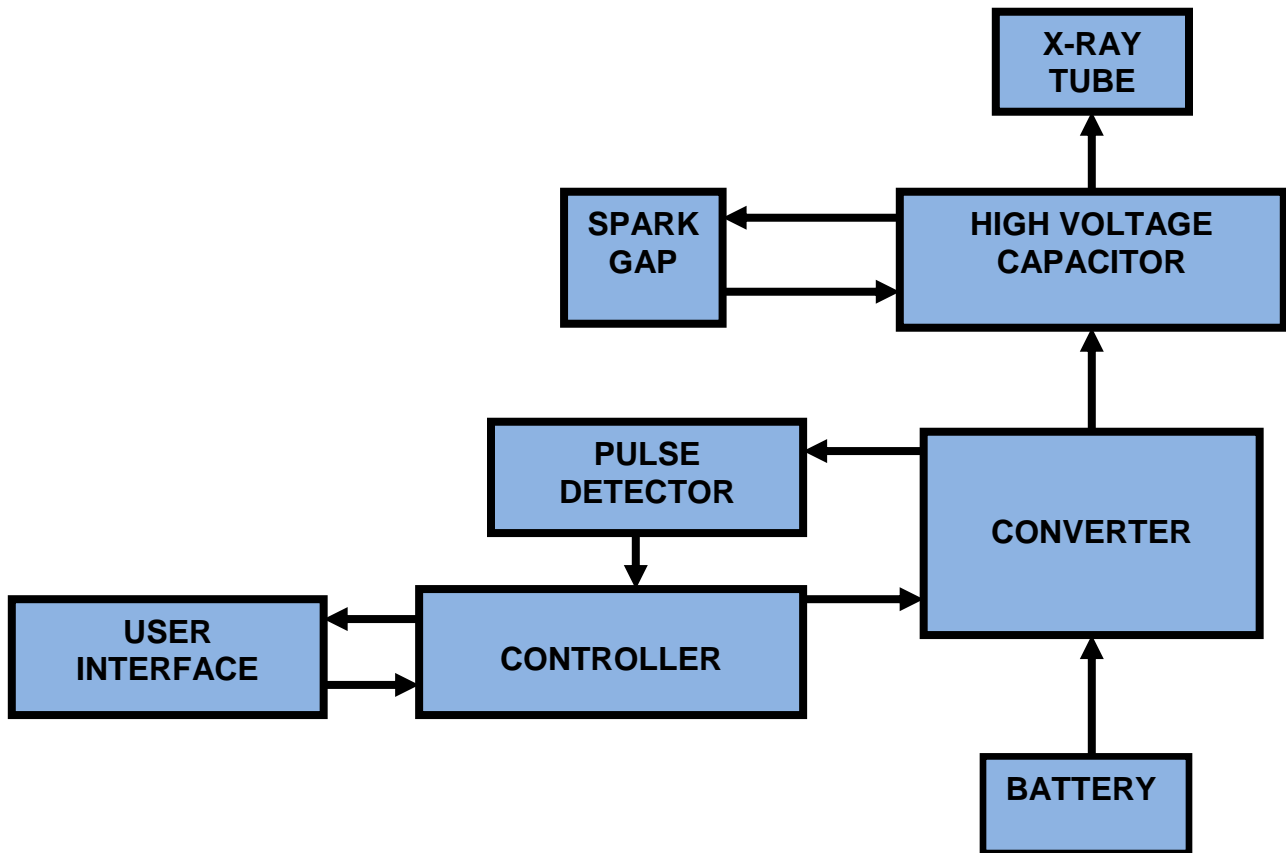 X-RAY
TUBE
SPARK
GAP
HIGH VOLTAGE
CAPACITOR
PULSE
DETECTOR
CONVERTER
USER
INTERFACE
CONTROLLER
BATTERY